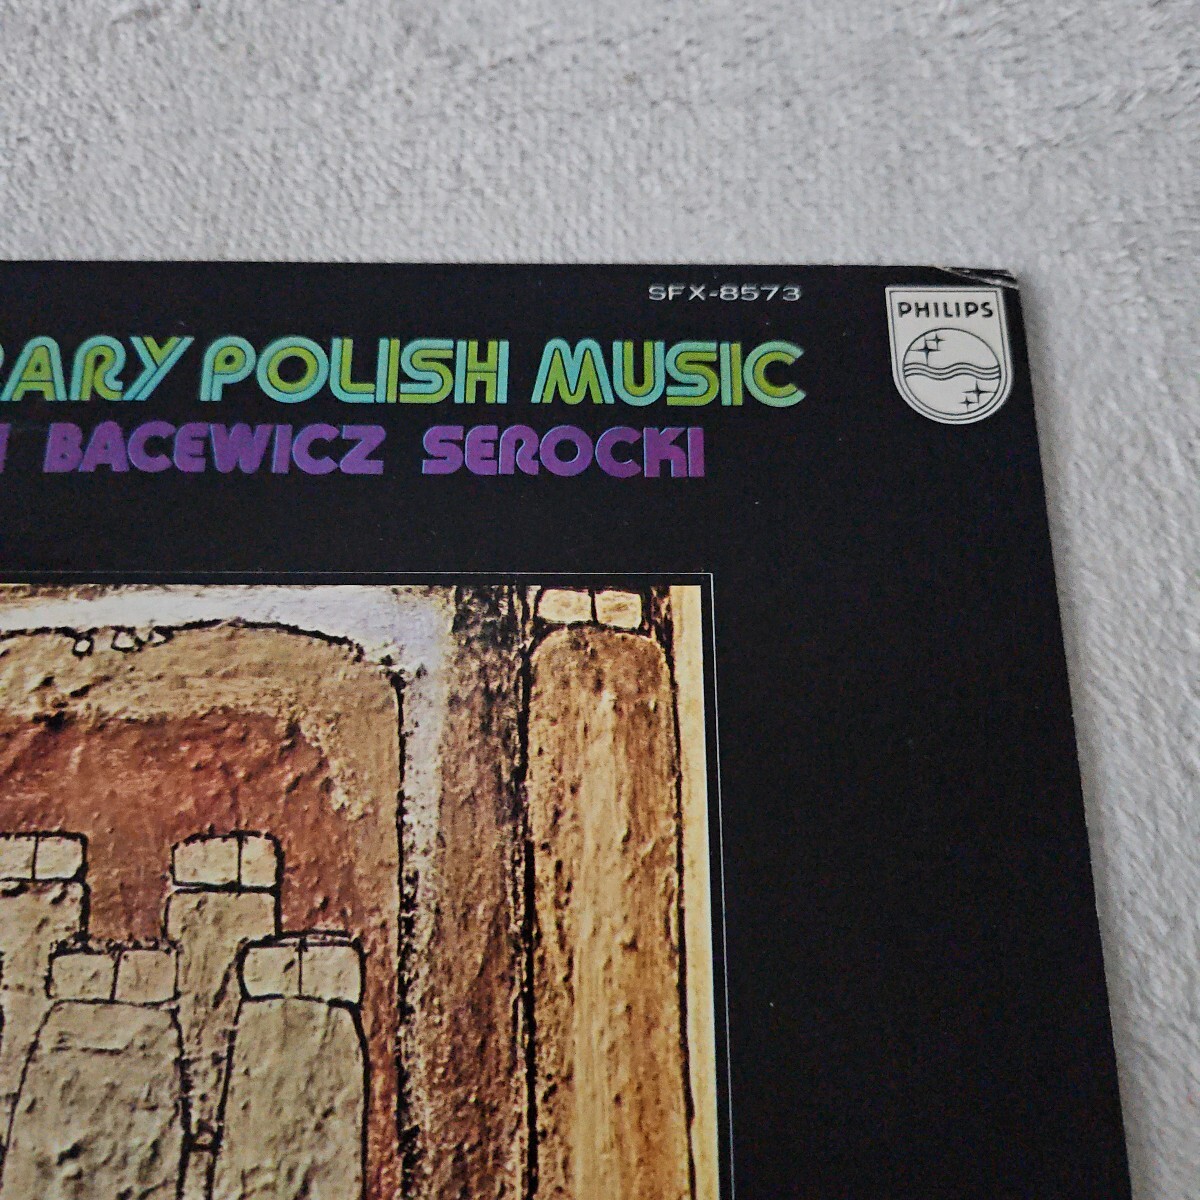 SFX-8573
PHILIPS
RARY POLISH MUSIC
BACEWICZ SEROCKI